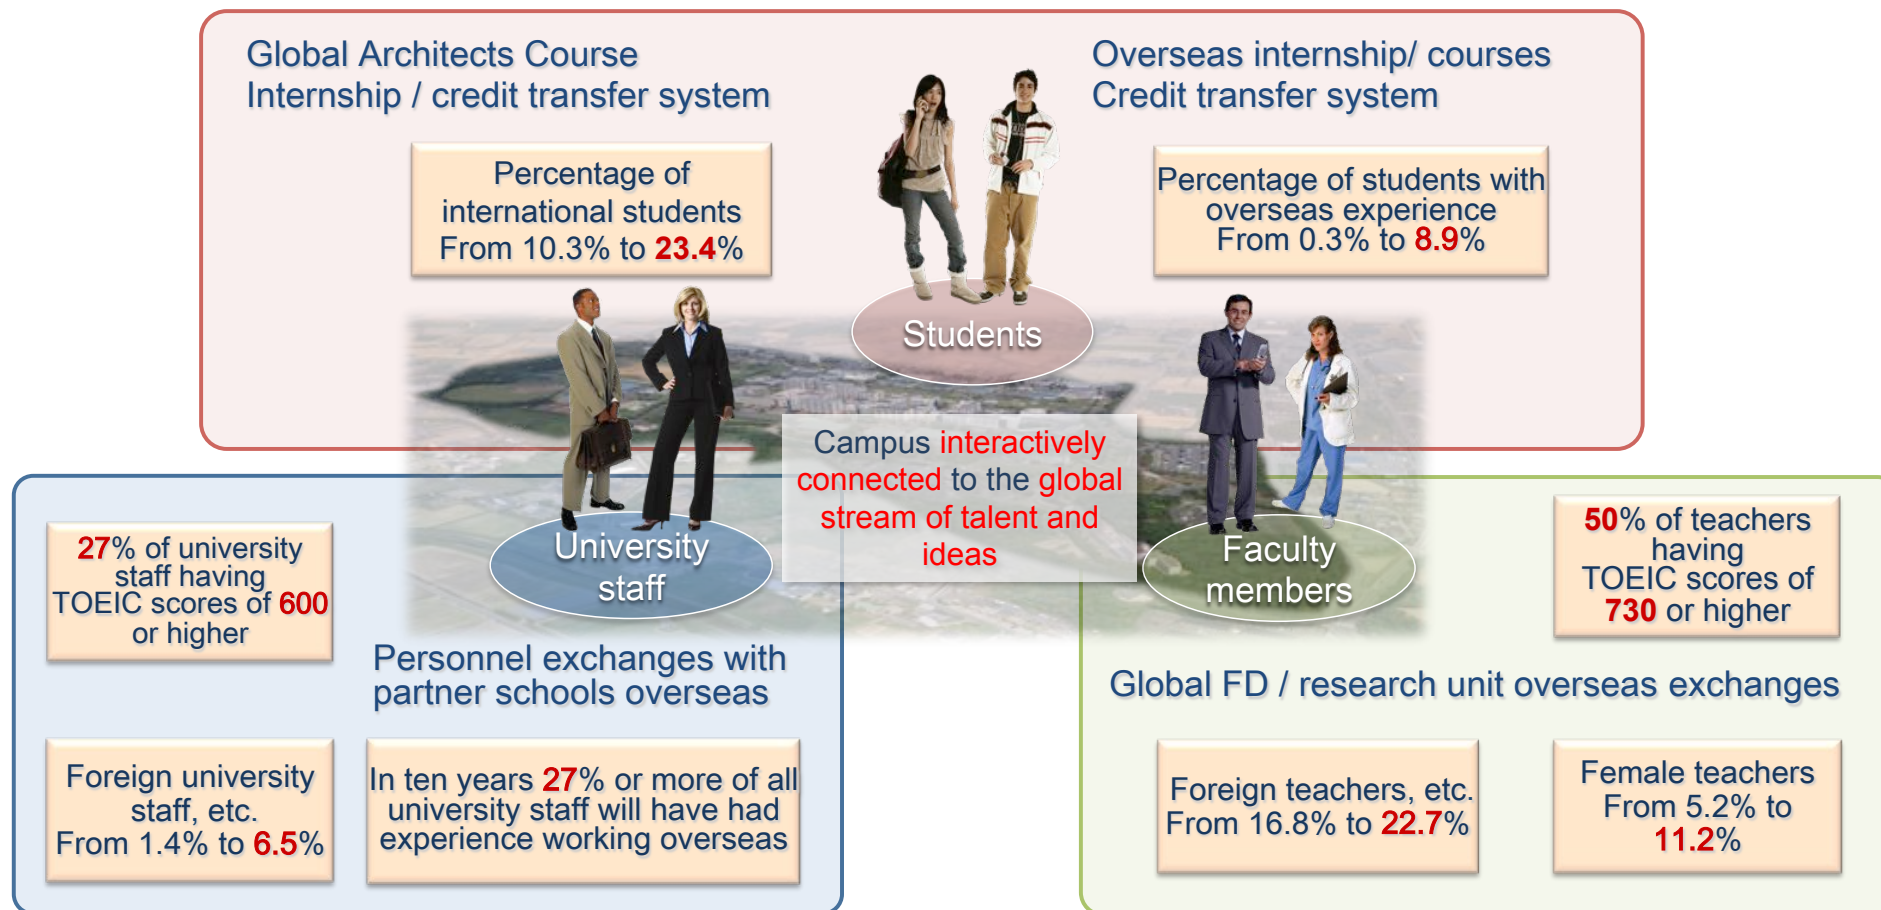 Global Architects Course
Internship / credit transfer system
Overseas internship/ courses
Credit transfer system
Percentage of
international students
From 10.3% to 23.4%
Percentage of students with
overseas experience
From 0.3% to 8.9%
Students
Campus interactively
connected to the global
stream of talent and
ideas
University
staff
Faculty
members
27% of university
staff having
TOEIC scores of 600
or higher
Personnel exchanges with
partner schools overseas
Foreign university
staff, etc.
From 1.4% to 6.5%
In ten years 27% or more of all
university staff will have had
experience working overseas
50% of teachers
having
TOEIC scores of
730 or higher
Global FD / research unit overseas exchanges
Foreign teachers, etc.
From 16.8% to 22.7%
Female teachers
From 5.2% to
11.2%